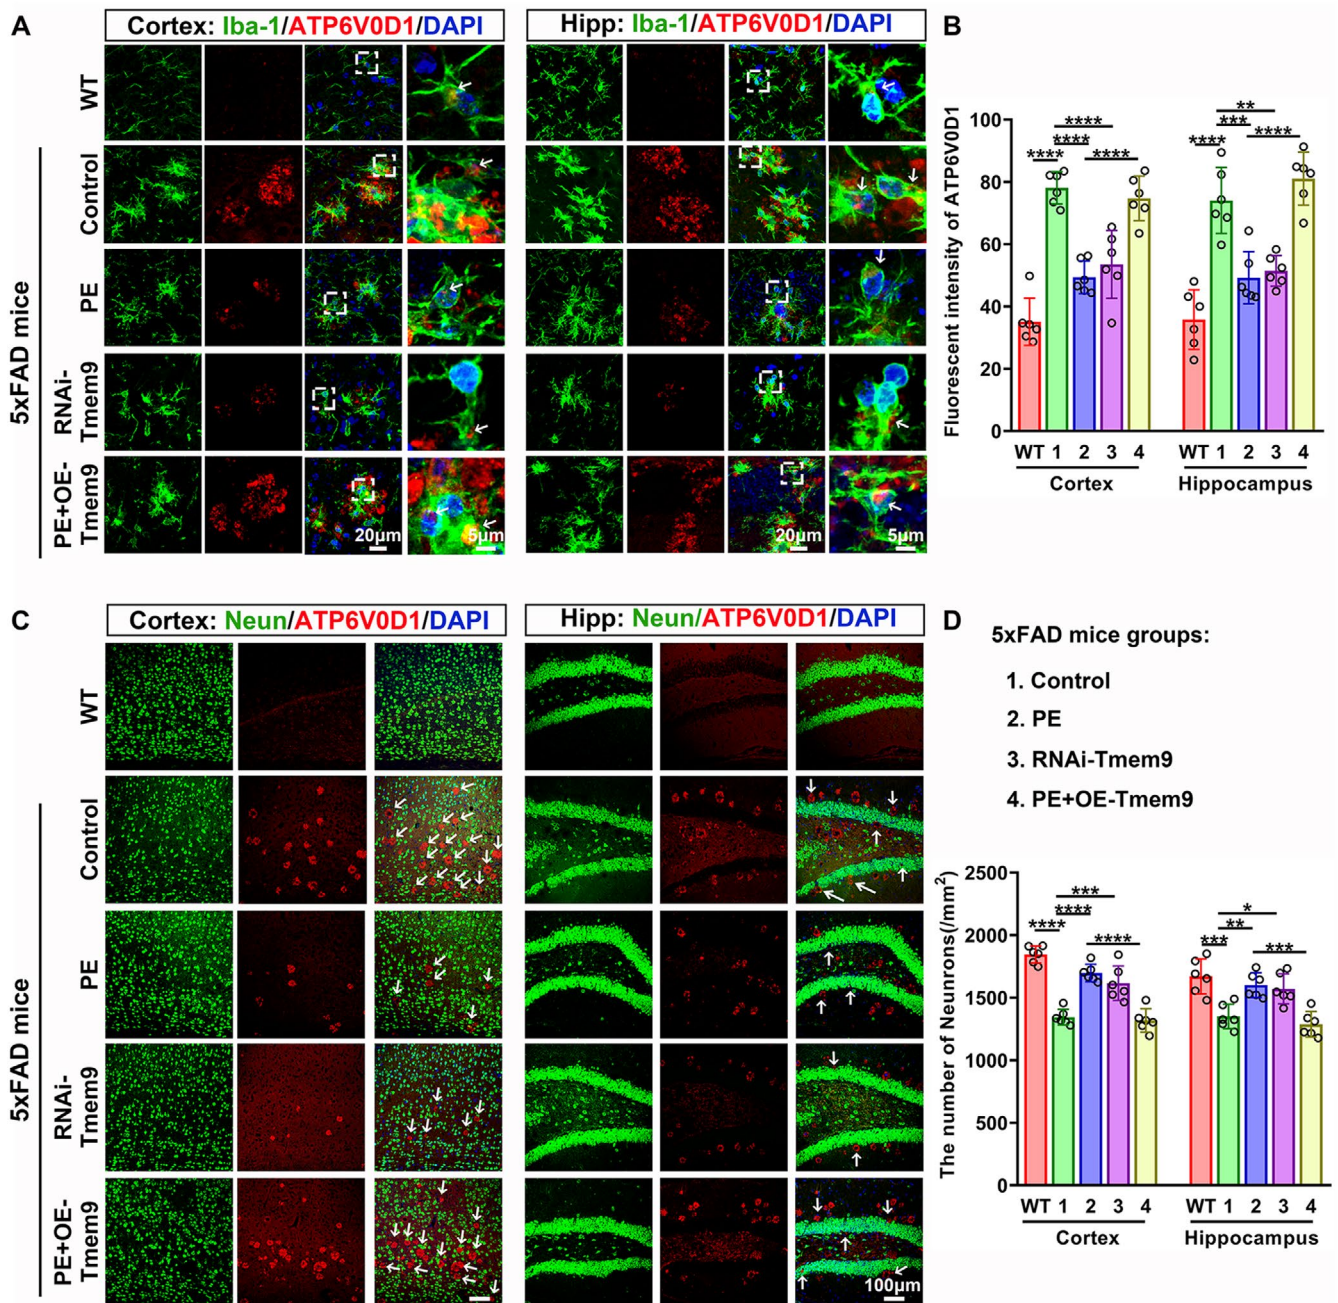 A
Cortex: Iba-1/ATP6V0D1/DAPI
Hipp: Iba-1/ATP6V0D1/DAPI
WT
5xFAD mice
Control
PE
RNAi-
Tmem9
PE+OE-
Tmem9
20μm
5μm
20μm
5μm
B
Fluorescent intensity of ATP6V0D1
100
80
60
40
20
0
**** **** **** ****
**** *** ** ****
WT 1 2 3 4 WT 1 2 3 4
Cortex Hippocampus
C
Cortex: Neun/ATP6V0D1/DAPI
Hipp: Neun/ATP6V0D1/DAPI
WT
5xFAD mice
Control
PE
RNAi-
Tmem9
PE+OE-
Tmem9
100μm
D
5xFAD mice groups:
1. Control
2. PE
3. RNAi-Tmem9
4. PE+OE-Tmem9
The number of Neunrons(/mm²)
2500
2000
1500
1000
500
0
**** **** *** ****
*** ** * ***
WT 1 2 3 4 WT 1 2 3 4
Cortex Hippocampus